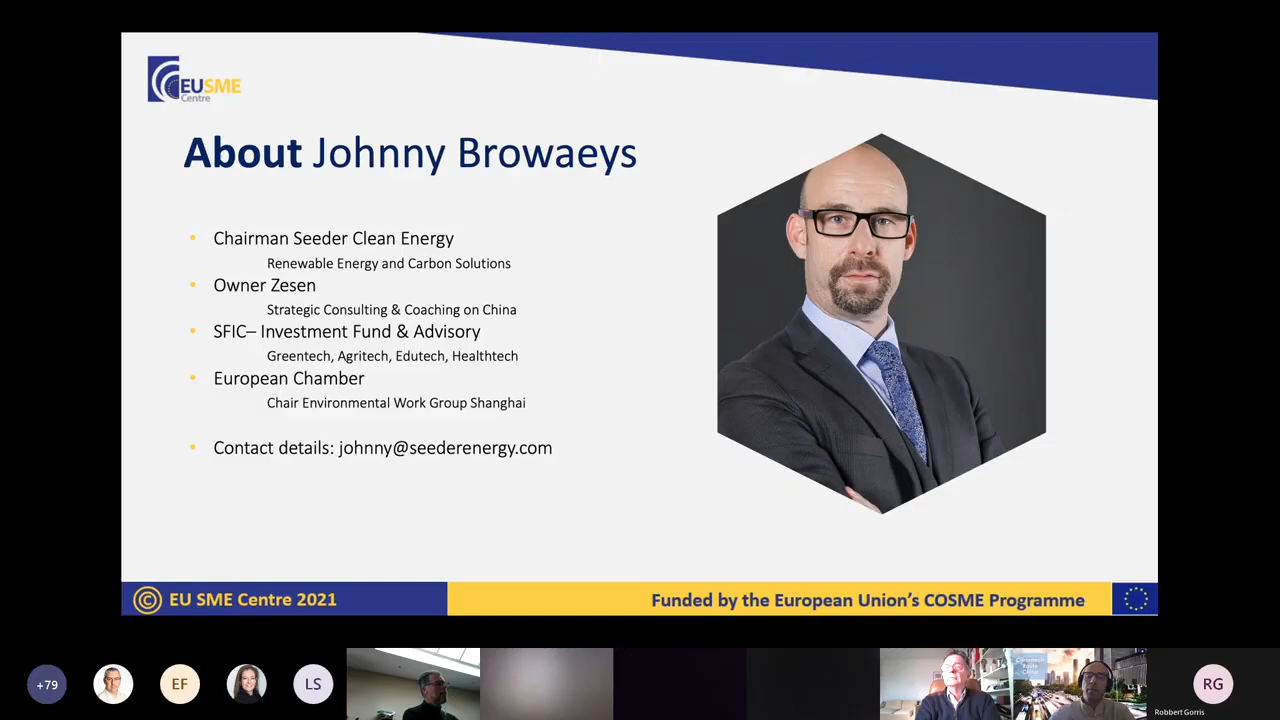 EUSME
Centre
About Johnny Browaeys
• Chairman Seeder Clean Energy
Renewable Energy and Carbon Solutions
• Owner Zesen
Strategic Consulting & Coaching on China
• SFIC– Investment Fund & Advisory
Greentech, Agritech, Edutech, Healthtech
• European Chamber
Chair Environmental Work Group Shanghai
• Contact details: johnny@seederenergy.com
© EU SME Centre 2021
Funded by the European Union's COSME Programme
+79
EF
LS
RG
Robbert Gorris